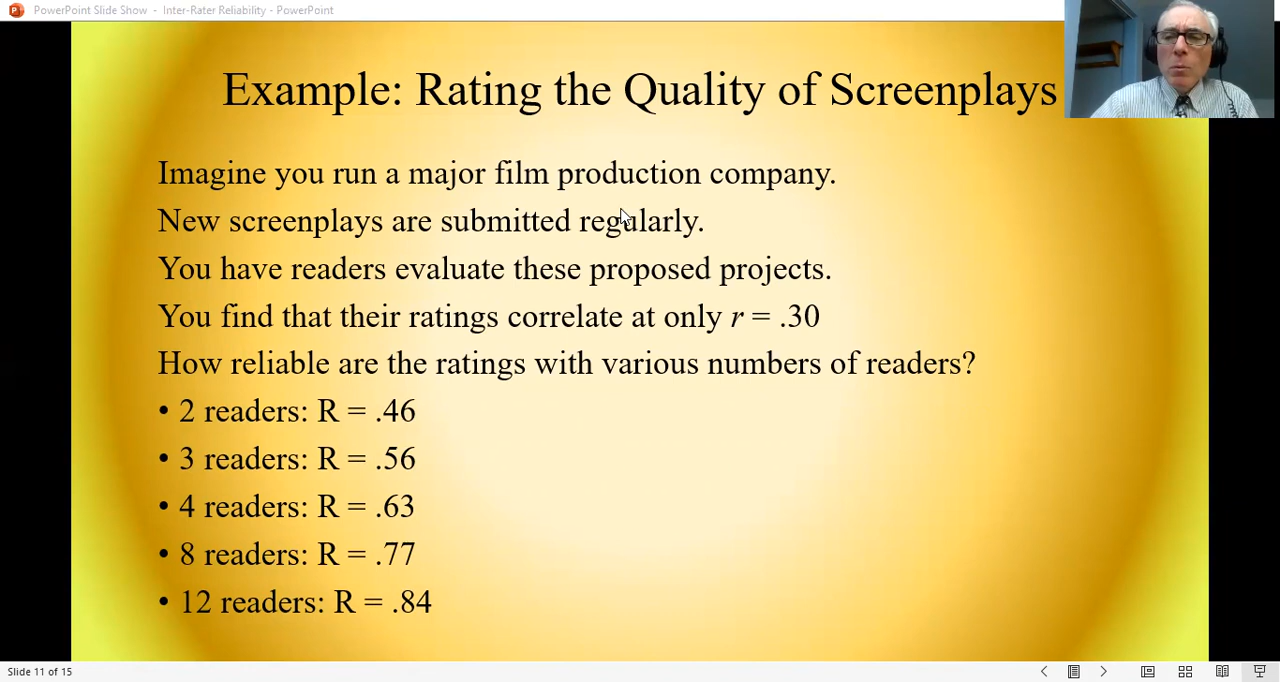 PowerPoint Slide Show - Inter-Rater Reliability - PowerPoint
Example: Rating the Quality of Screenplays
Imagine you run a major film production company.
New screenplays are submitted regularly.
You have readers evaluate these proposed projects.
You find that their ratings correlate at only r = .30
How reliable are the ratings with various numbers of readers?
• 2 readers: R = .46
• 3 readers: R = .56
• 4 readers: R = .63
• 8 readers: R = .77
• 12 readers: R = .84
Slide 11 of 15